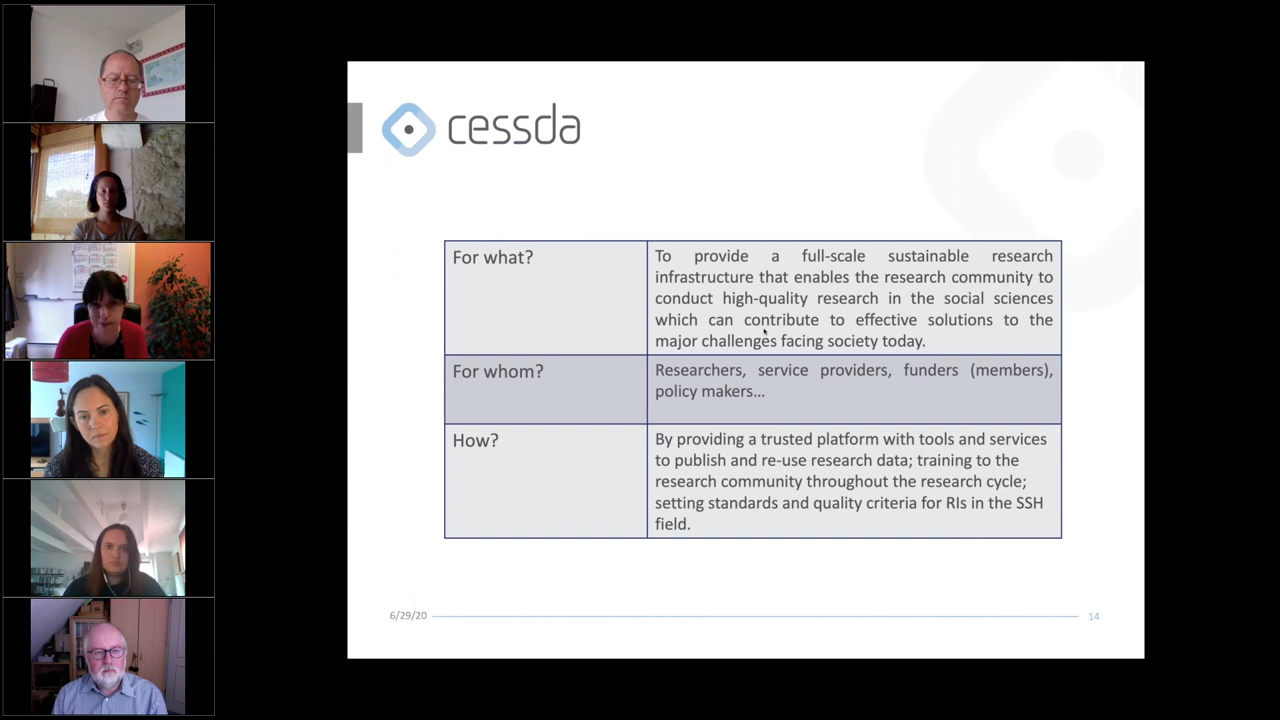 cessda
For what?
To provide a full-scale sustainable research
infrastructure that enables the research community to
conduct high-quality research in the social sciences
which can contribute to effective solutions to the
major challenges facing society today.
For whom?
Researchers, service providers, funders (members),
policy makers...
How?
By providing a trusted platform with tools and services
to publish and re-use research data; training to the
research community throughout the research cycle;
setting standards and quality criteria for RIs in the SSH
field.
6/29/20
14